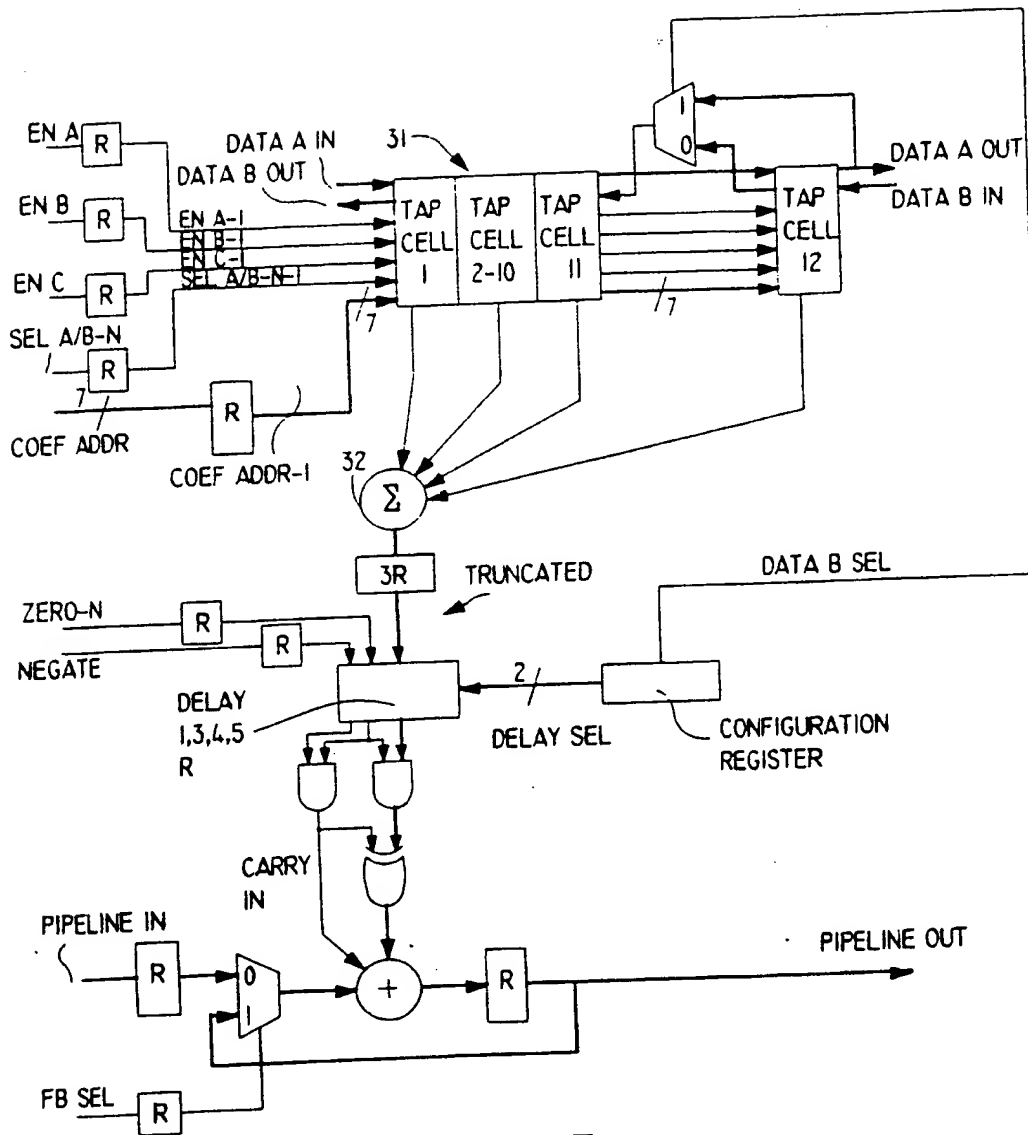 EN A
R
DATA A IN
DATA B OUT
31
1
0
DATA A OUT
DATA B IN
EN B
R
EN A-1
EN B-1
EN C-1
SEL A/B-N-1
TAP CELL 1
TAP CELL 2-10
TAP CELL 11
TAP CELL 12
EN C
R
7
7
SEL A/B-N
R
7
COEF ADDR
R
COEF ADDR-1
32
Σ
3R
TRUNCATED
DATA B SEL
ZERO-N
R
NEGATE
R
2
DELAY
1,3,4,5
R
DELAY SEL
CONFIGURATION
REGISTER
CARRY
IN
PIPELINE IN
R
0
1
+
R
PIPELINE OUT
FB SEL
R